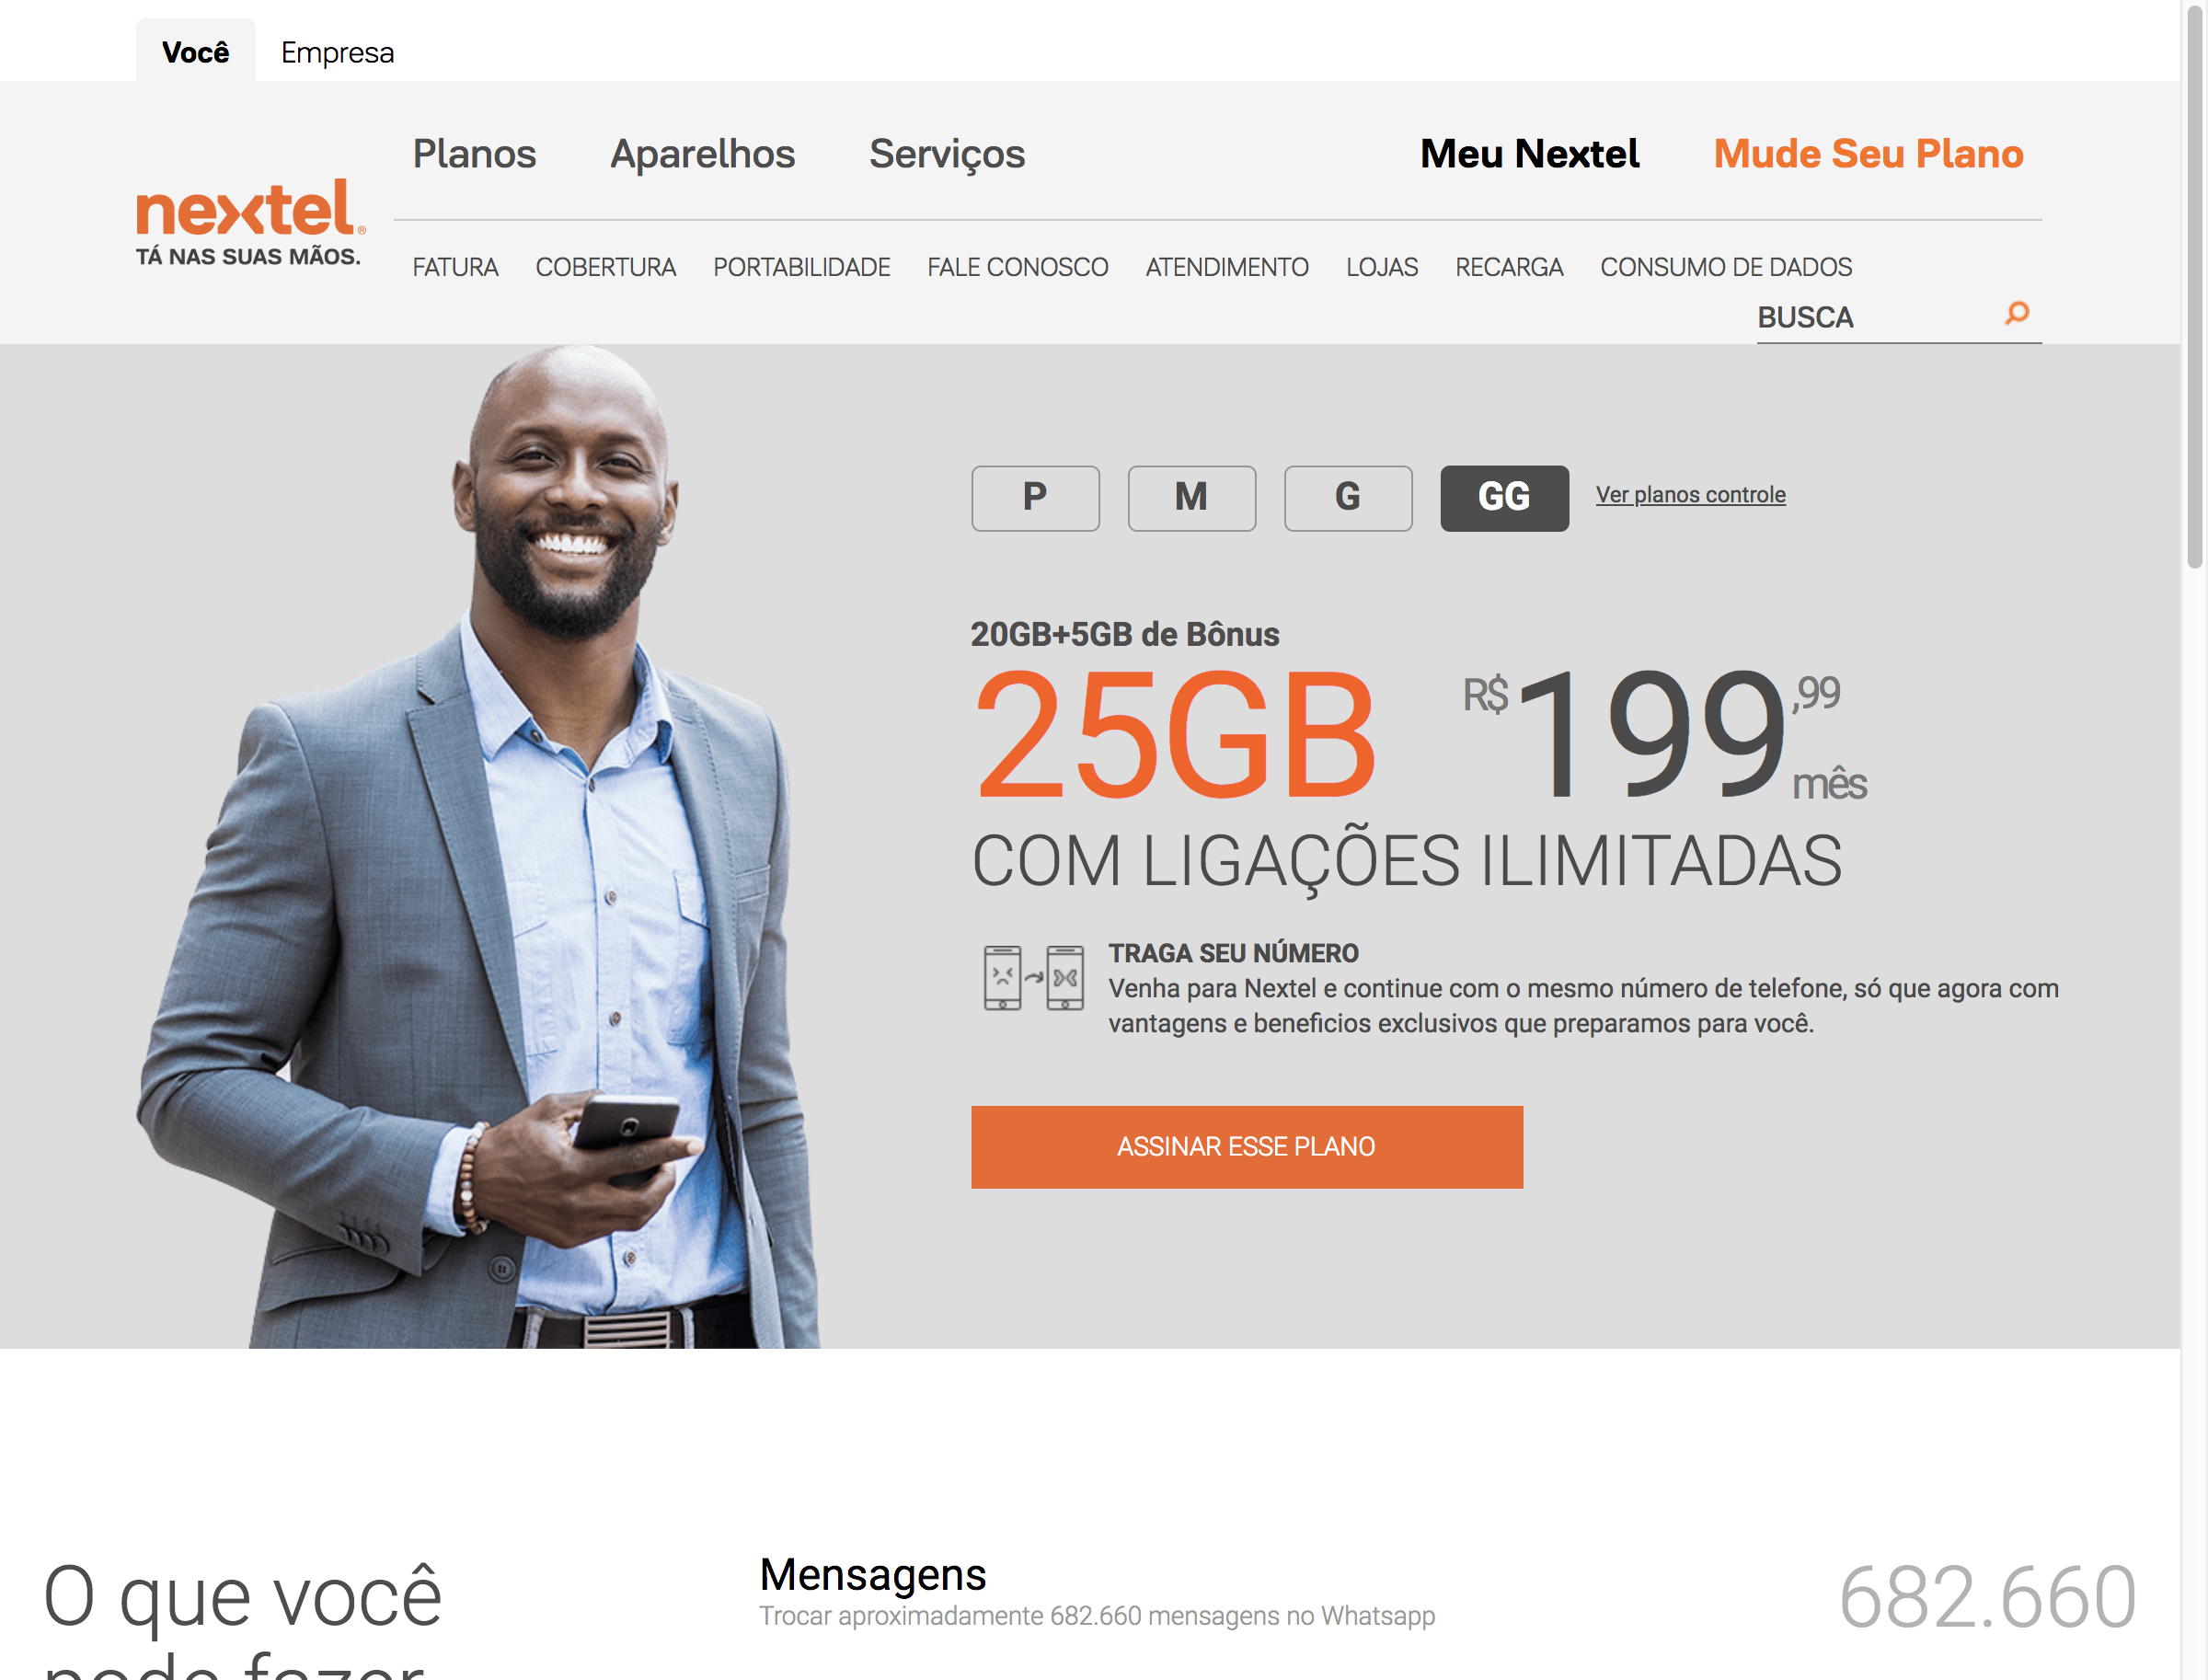 Você
Empresa
Planos
Aparelhos
Serviços
Meu Nextel
Mude Seu Plano
nextel®
TÁ NAS SUAS MÃOS.
FATURA
COBERTURA
PORTABILIDADE
FALE CONOSCO
ATENDIMENTO
LOJAS
RECARGA
CONSUMO DE DADOS
BUSCA
P
M
G
GG
Ver planos controle
20GB+5GB de Bônus
25GB
R$199,99
mês
COM LIGAÇÕES ILIMITADAS
TRAGA SEU NÚMERO
Venha para Nextel e continue com o mesmo número de telefone, só que agora com
vantagens e beneficios exclusivos que preparamos para você.
ASSINAR ESSE PLANO
O que você
pode fazer
Mensagens
Trocar aproximadamente 682.660 mensagens no Whatsapp
682.660